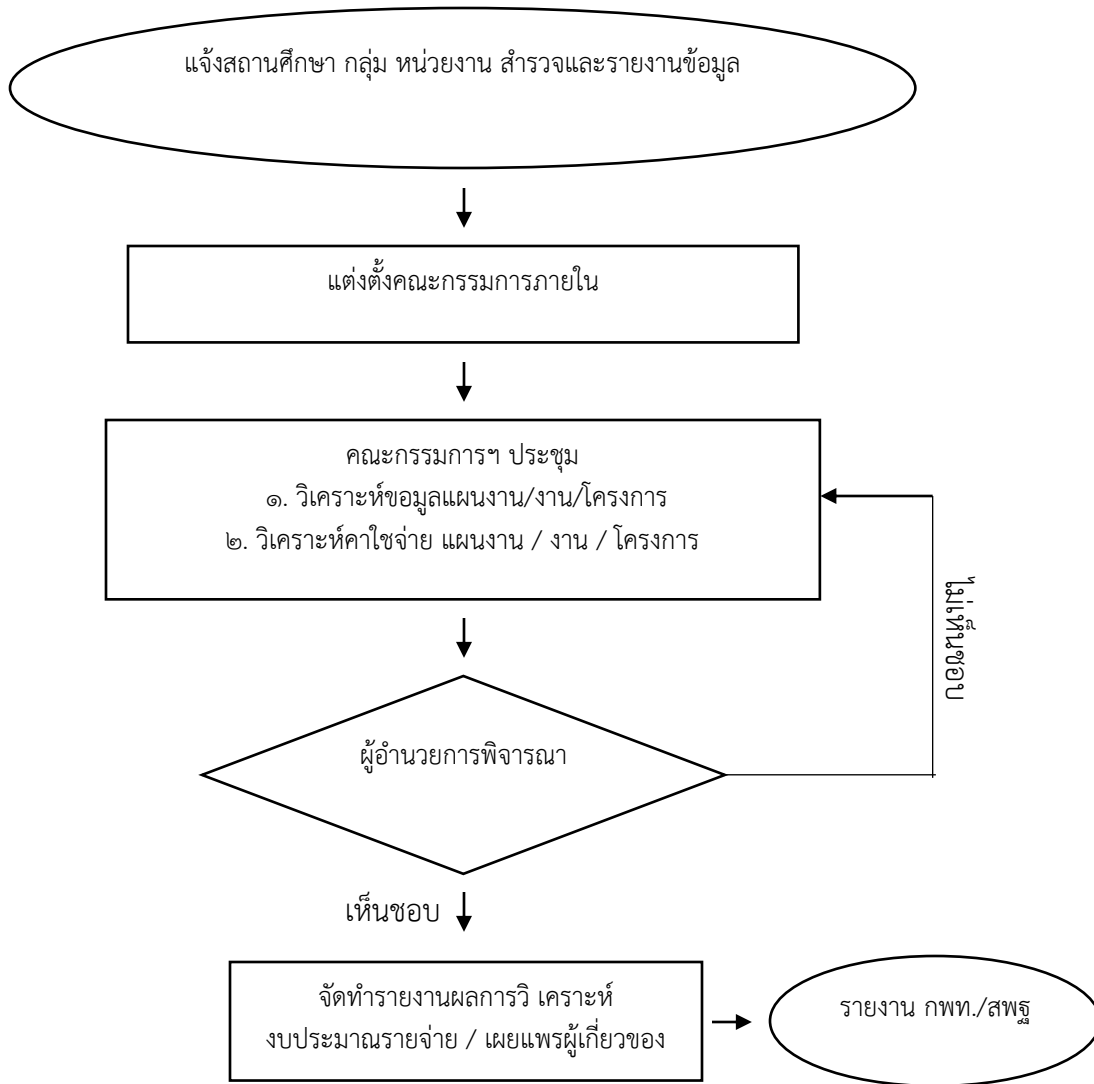 แจ้งสถานศึกษา กลุ่ม หน่วยงาน สำรวจและรายงานข้อมูล
แต่งตั้งคณะกรรมการภายใน
คณะกรรมการฯ ประชุม
๑. วิเคราะห์ขอมูลแผนงาน/งาน/โครงการ
๒. วิเคราะห์คาใชจ่าย แผนงาน / งาน / โครงการ
ไม่เห็นชอบ
ผู้อำนวยการพิจารณา
เห็นชอบ
จัดทำรายงานผลการวิ เคราะห์
งบประมาณรายจ่าย / เผยแพรผู้เกี่ยวของ
รายงาน กพท./สพฐ